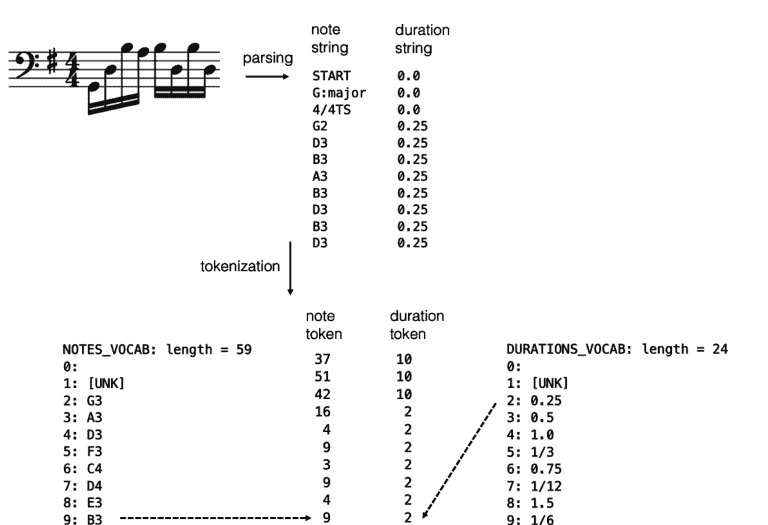 note duration
string string
parsing
START 0.0
G:major 0.0
4/4TS 0.0
G2 0.25
D3 0.25
B3 0.25
A3 0.25
B3 0.25
D3 0.25
B3 0.25
D3 0.25
4
4
tokenization
note duration
token token
37 10
51 10
42 10
16 2
4 2
9 2
3 2
9 2
4 2
9 2
NOTES_VOCAB: length = 59
0:
1: [UNK]
2: G3
3: A3
4: D3
5: F3
6: C4
7: D4
8: E3
9: B3
DURATIONS_VOCAB: length = 24
0:
1: [UNK]
2: 0.25
3: 0.5
4: 1.0
5: 1/3
6: 0.75
7: 1/12
8: 1.5
9: 1/6